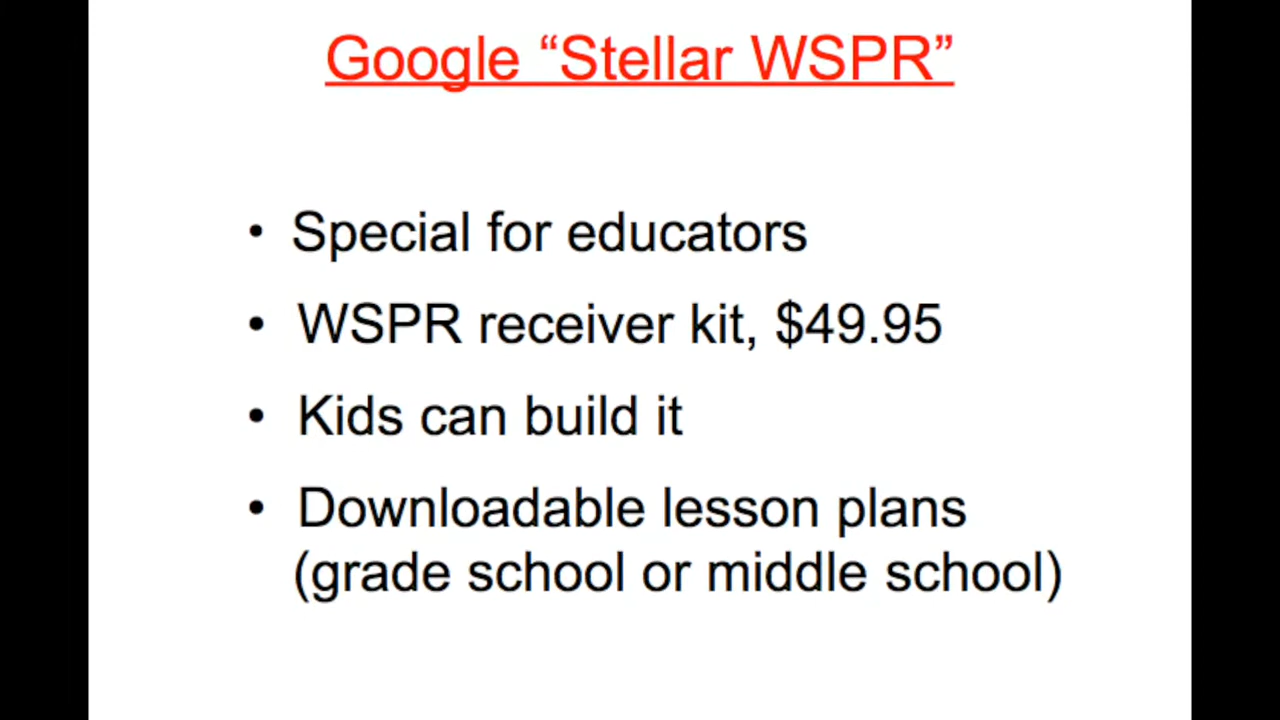 Google “Stellar WSPR”
• Special for educators
• WSPR receiver kit, $49.95
• Kids can build it
• Downloadable lesson plans
(grade school or middle school)